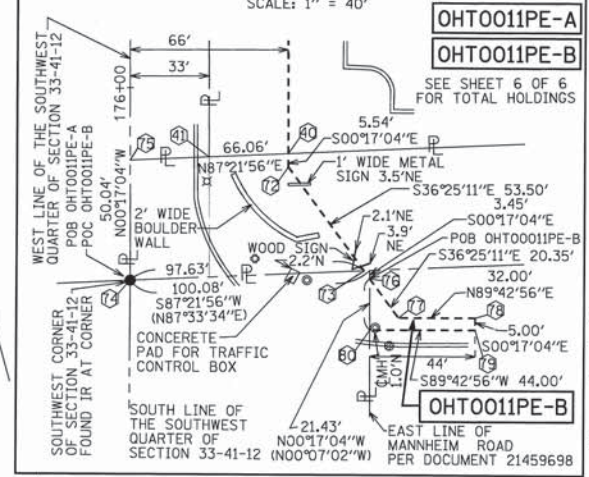 SCALE: 1" = 40'
OHT0011PE-A
OHT0011PE-B
SEE SHEET 6 OF 6
FOR TOTAL HOLDINGS
66'
33'
176+00
WEST LINE OF THE SOUTHWEST
QUARTER OF SECTION 33-41-12
POB OHT0011PE-A
POC OHT0011PE-B
50.04'
N00°17'04"W
75
41
40
66.06'
N87°21'56"E
72
5.54'
S00°17'04"E
1' WIDE METAL
SIGN 3.5'NE
S36°25'11"E 53.50'
3.45'
S00°17'04"E
2.1'NE
3.9'
NE
2' WIDE
BOULDER
WALL
WOOD SIGN
2.2'N
POB OHT00011PE-B
S36°25'11"E 20.35'
32.00'
N89°42'56"E
97.63'
100.08'
S87°21'56"W
(N87°33'34"E)
74
73
76
77
78
5.00'
S00°17'04"E
79
80
CONCRETE
PAD FOR TRAFFIC
CONTROL BOX
CMH
1.0'N
44'
S89°42'56"W 44.00'
OHT0011PE-B
SOUTHWEST CORNER
OF SECTION 33-41-12
FOUND IR AT CORNER
SOUTH LINE OF
THE SOUTHWEST
QUARTER OF
SECTION 33-41-12
21.43'
N00°17'04"W
(N00°07'02"W)
EAST LINE OF
MANNHEIM ROAD
PER DOCUMENT 21459698